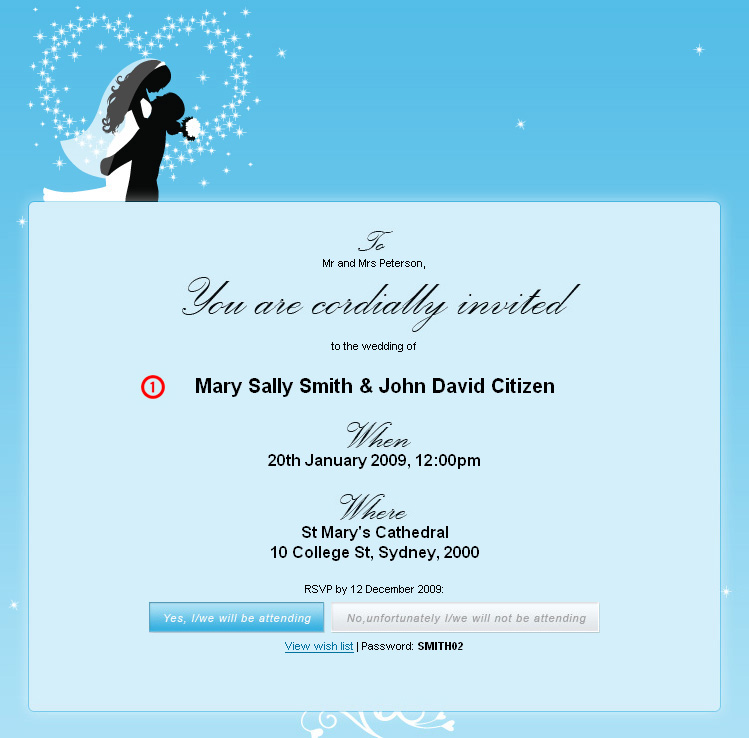 To
Mr and Mrs Peterson,
You are cordially invited
to the wedding of
1 Mary Sally Smith & John David Citizen
When
20th January 2009, 12:00pm
Where
St Mary's Cathedral
10 College St, Sydney, 2000
RSVP by 12 December 2009:
Yes, I/we will be attending No,unfortunately I/we will not be attending
View wish list | Password: SMITH02